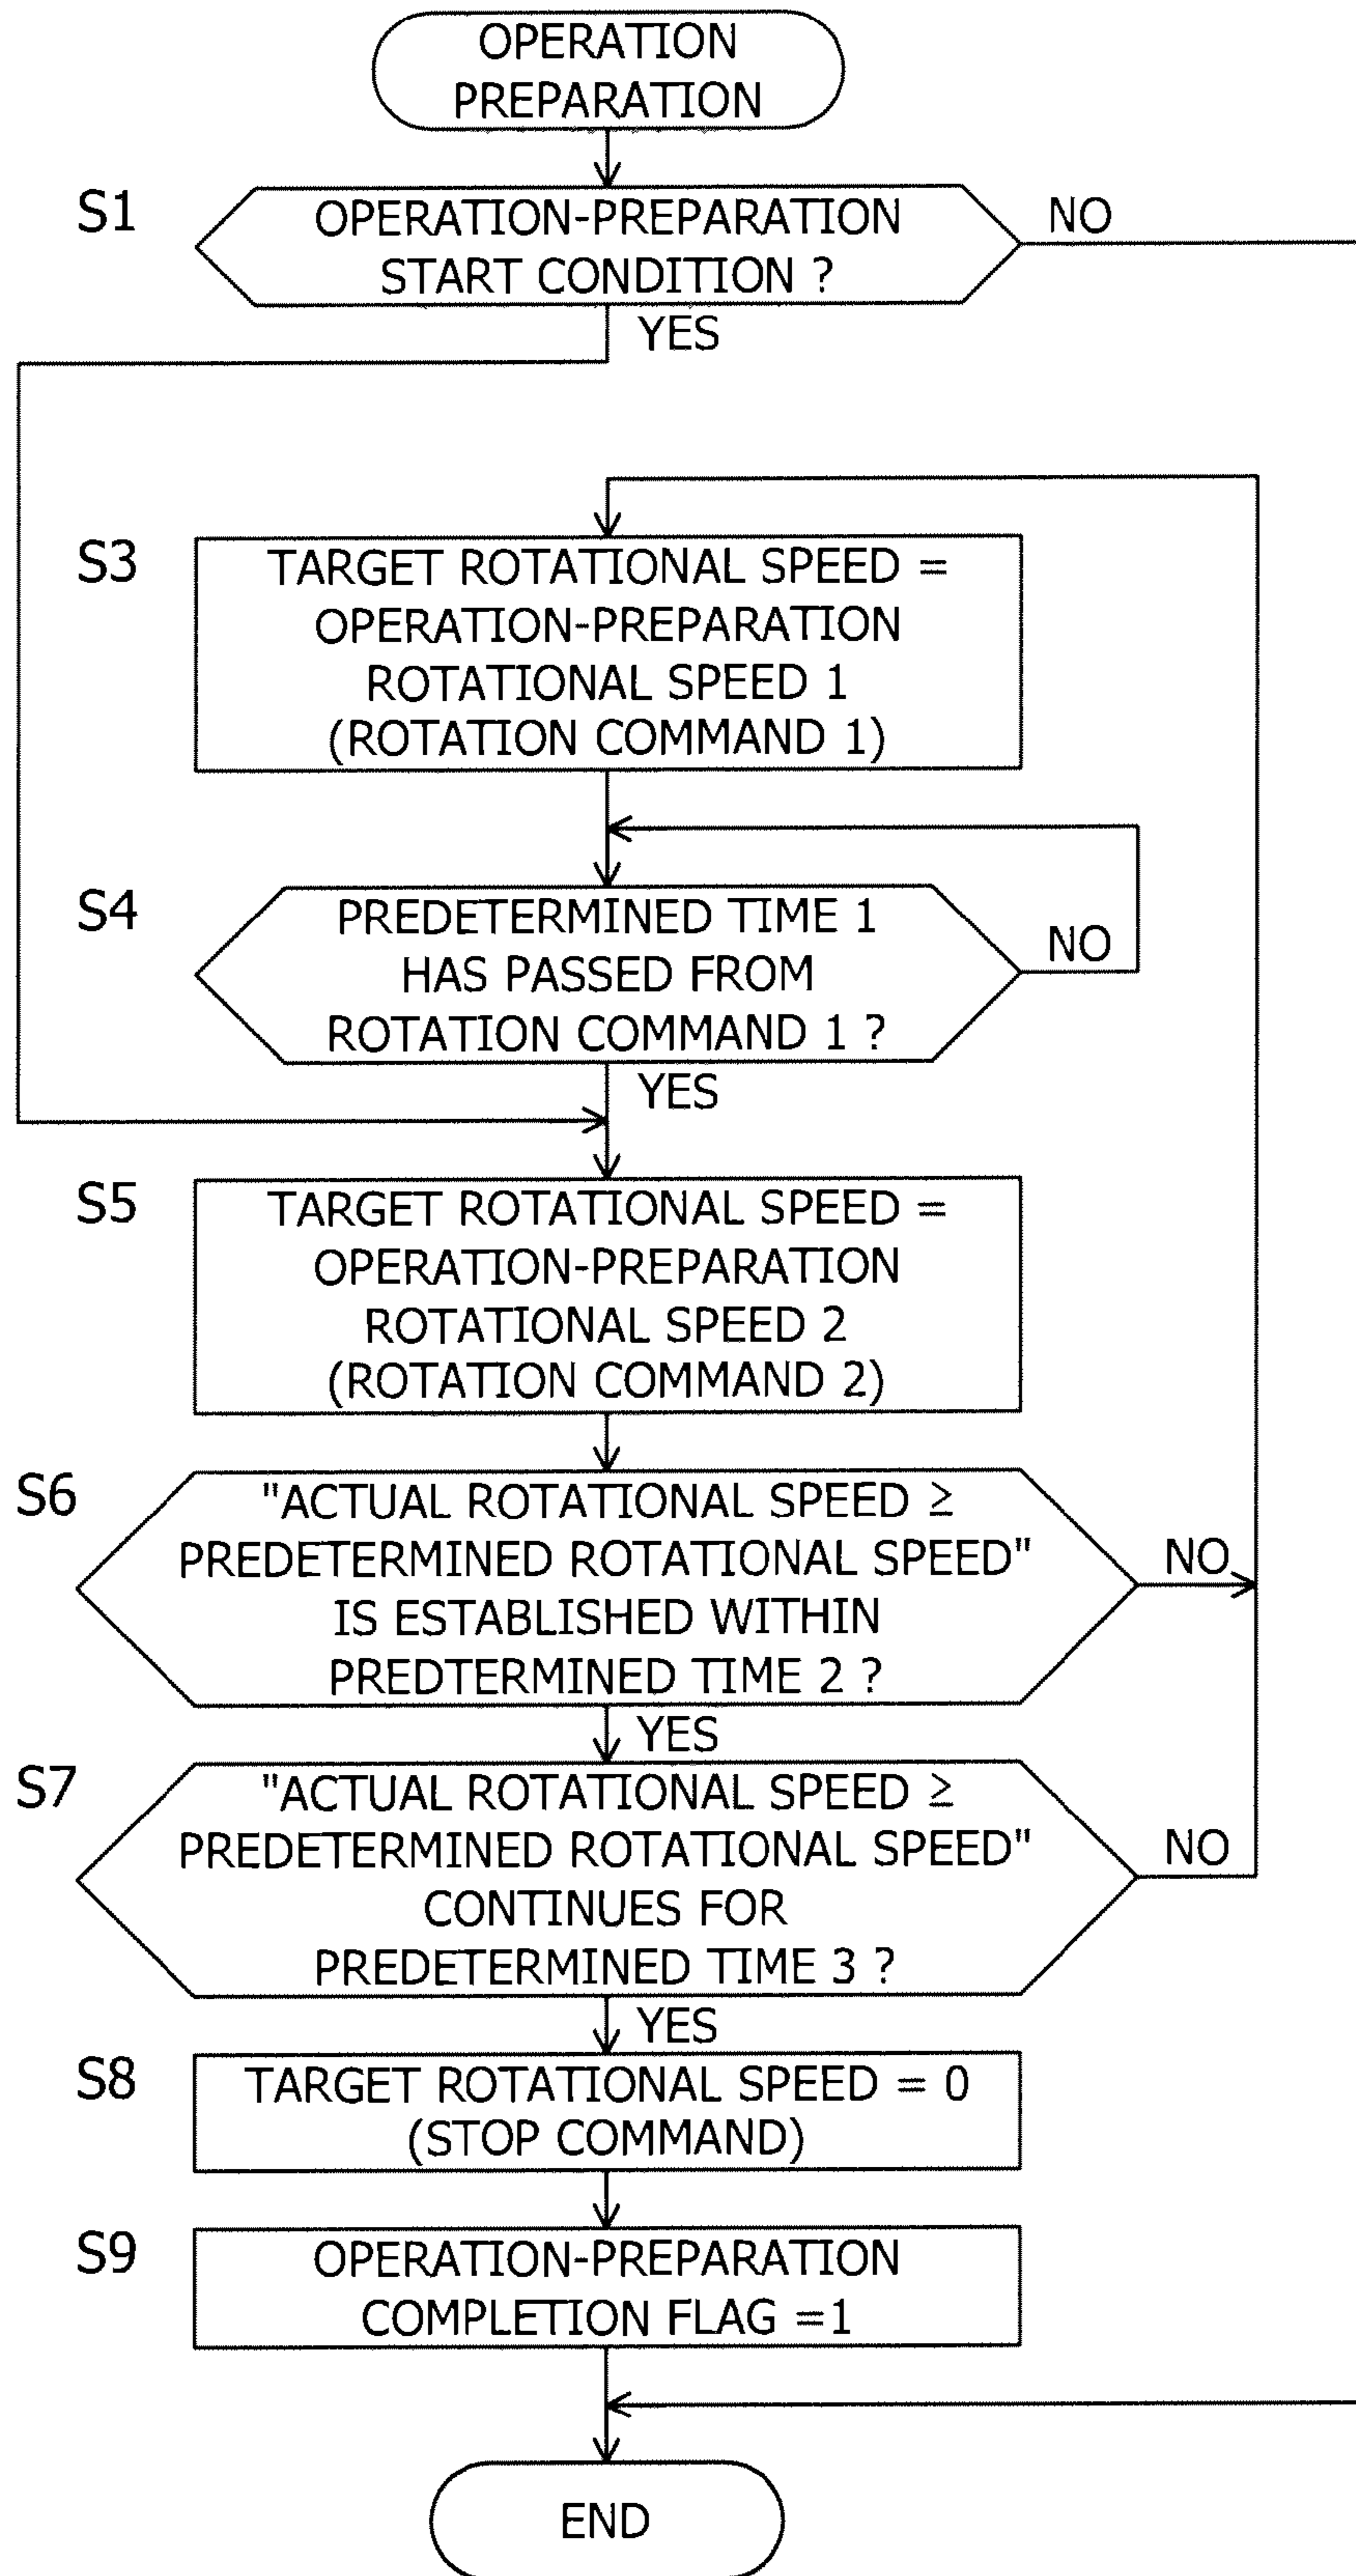 OPERATION
PREPARATION
S1
OPERATION-PREPARATION
START CONDITION ?
NO
YES
S3
TARGET ROTATIONAL SPEED =
OPERATION-PREPARATION
ROTATIONAL SPEED 1
(ROTATION COMMAND 1)
S4
PREDETERMINED TIME 1
HAS PASSED FROM
ROTATION COMMAND 1 ?
NO
YES
S5
TARGET ROTATIONAL SPEED =
OPERATION-PREPARATION
ROTATIONAL SPEED 2
(ROTATION COMMAND 2)
S6
"ACTUAL ROTATIONAL SPEED ≥
PREDETERMINED ROTATIONAL SPEED"
IS ESTABLISHED WITHIN
PREDTERMINED TIME 2 ?
NO
YES
S7
"ACTUAL ROTATIONAL SPEED ≥
PREDETERMINED ROTATIONAL SPEED"
CONTINUES FOR
PREDETERMINED TIME 3 ?
NO
YES
S8
TARGET ROTATIONAL SPEED = 0
(STOP COMMAND)
S9
OPERATION-PREPARATION
COMPLETION FLAG =1
END